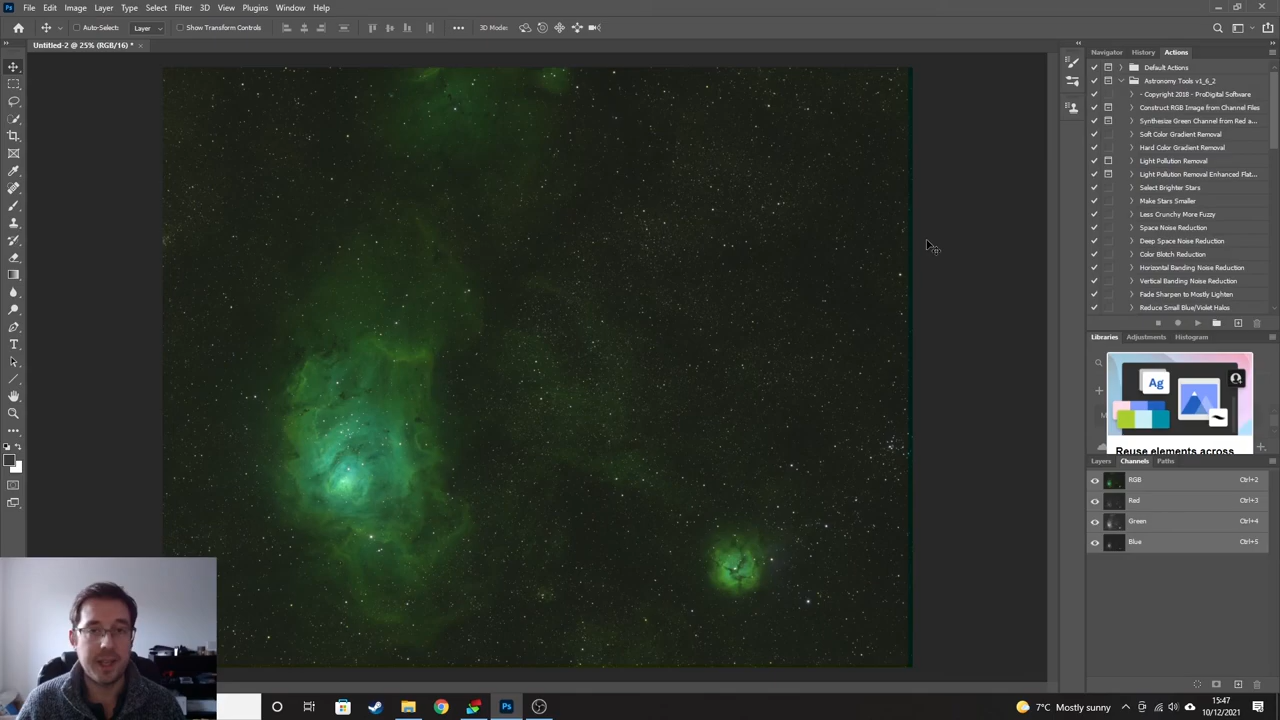 Ps File Edit Image Layer Type Select Filter 3D View Plugins Window Help
Auto-Select: Layer Show Transform Controls 3D Mode:
Untitled-2 @ 25% (RGB/16) *
Navigator History Actions
Default Actions
Astronomy Tools v1_6_2
- Copyright 2018 - ProDigital Software
Construct RGB Image from Channel Files
Synthesize Green Channel from Red a...
Soft Color Gradient Removal
Hard Color Gradient Removal
Light Pollution Removal
Light Pollution Removal Enhanced Flat...
Select Brighter Stars
Make Stars Smaller
Less Crunchy More Fuzzy
Space Noise Reduction
Deep Space Noise Reduction
Color Blotch Reduction
Horizontal Banding Noise Reduction
Vertical Banding Noise Reduction
Fade Sharpen to Mostly Lighten
Reduce Small Blue/Violet Halos
Libraries Adjustments Histogram
Ag
Reuse elements across
Layers Channels Paths
RGB Ctrl+2
Red Ctrl+3
Green Ctrl+4
Blue Ctrl+5
Ps
7°C Mostly sunny
15:47
10/12/2021